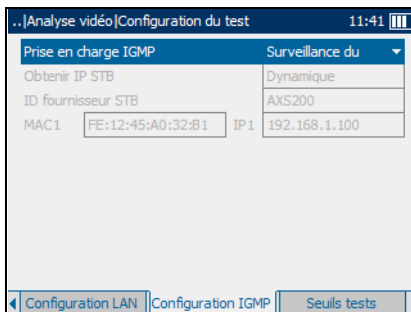 ..|Analyse vidéo|Configuration du test 11:41
Prise en charge IGMP Surveillance du
Obtenir IP STB Dynamique
ID fournisseur STB AXS200
MAC1 FE:12:45:A0:32:B1 IP1 192.168.1.100
Configuration LAN Configuration IGMP Seuils tests